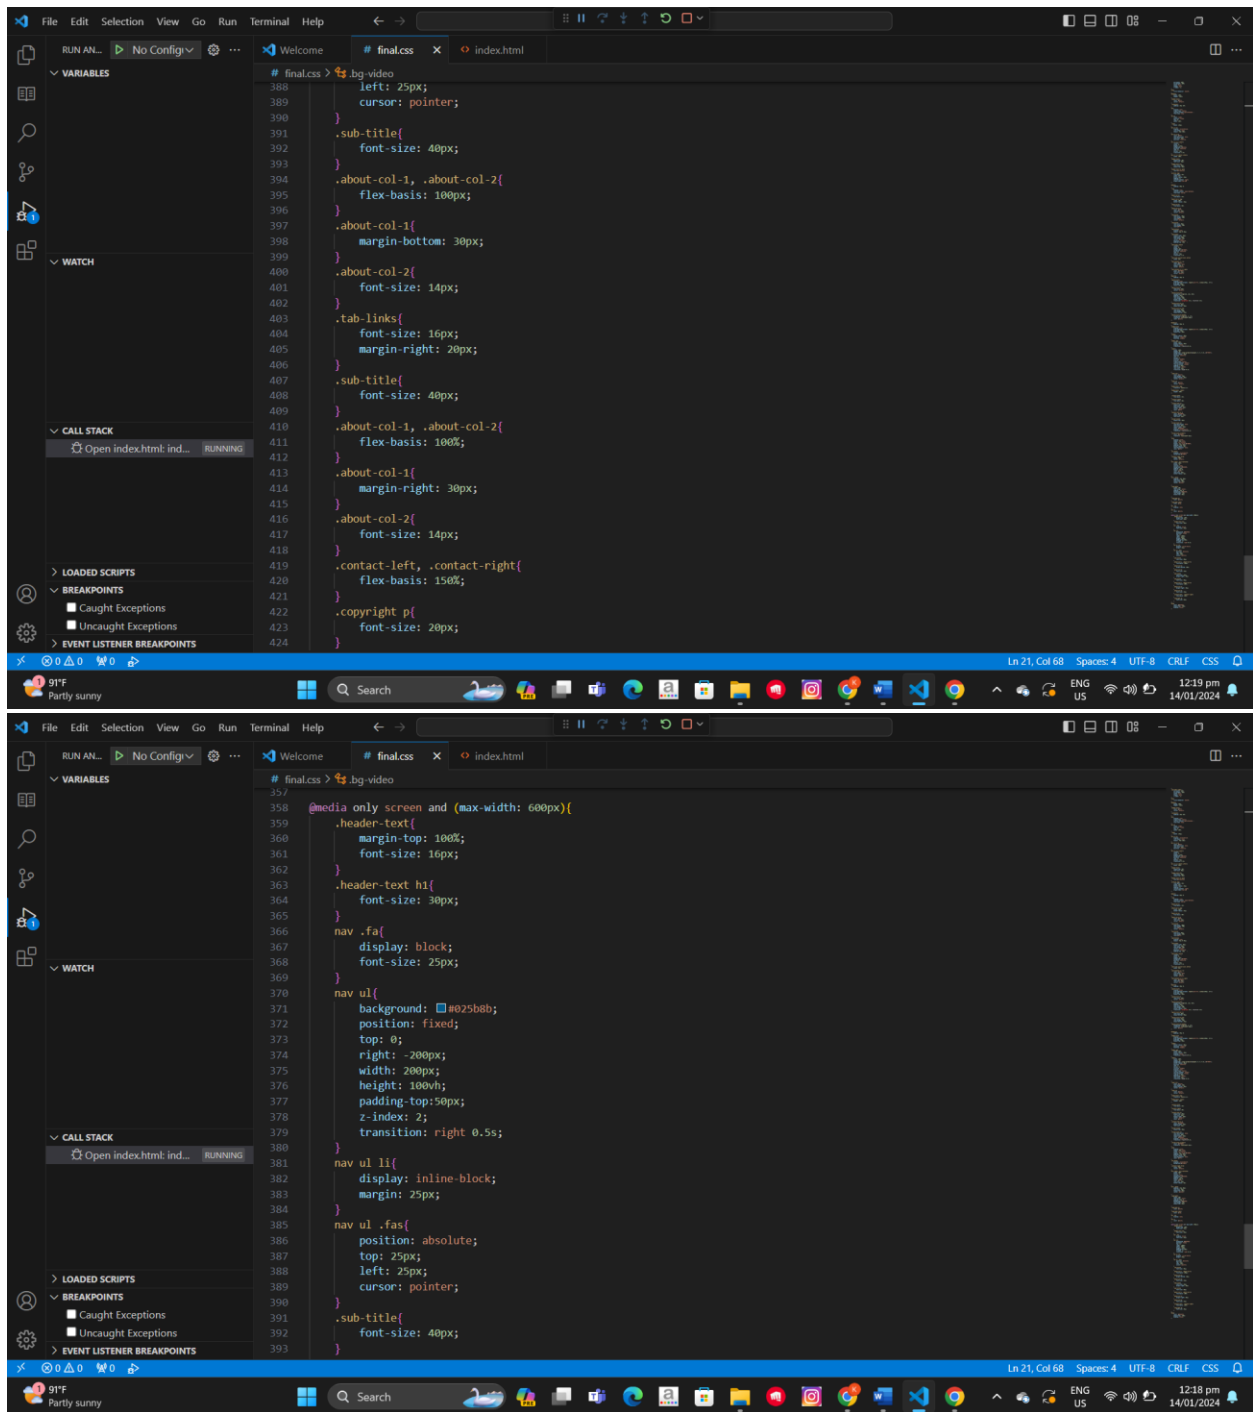 File Edit Selection View Go Run Terminal Help
RUN AN... No Config
Welcome # final.css index.html
# final.css > .bg-video
VARIABLES
WATCH
CALL STACK
Open index.html: ind... RUNNING
LOADED SCRIPTS
BREAKPOINTS
Caught Exceptions
Uncaught Exceptions
EVENT LISTENER BREAKPOINTS
388 left: 25px;
389 cursor: pointer;
390 }
391 .sub-title{
392 font-size: 40px;
393 }
394 .about-col-1, .about-col-2{
395 flex-basis: 100px;
396 }
397 .about-col-1{
398 margin-bottom: 30px;
399 }
400 .about-col-2{
401 font-size: 14px;
402 }
403 .tab-links{
404 font-size: 16px;
405 margin-right: 20px;
406 }
407 .sub-title{
408 font-size: 40px;
409 }
410 .about-col-1, .about-col-2{
411 flex-basis: 100%;
412 }
413 .about-col-1{
414 margin-right: 30px;
415 }
416 .about-col-2{
417 font-size: 14px;
418 }
419 .contact-left, .contact-right{
420 flex-basis: 150%;
421 }
422 .copyright p{
423 font-size: 20px;
424 }
0 0 0 Ln 21, Col 68 Spaces: 4 UTF-8 CRLF CSS
1 91°F
Partly sunny
Search
ENG
US
12:19 pm
14/01/2024
File Edit Selection View Go Run Terminal Help
RUN AN... No Config
Welcome # final.css index.html
# final.css > .bg-video
VARIABLES
WATCH
CALL STACK
Open index.html: ind... RUNNING
LOADED SCRIPTS
BREAKPOINTS
Caught Exceptions
Uncaught Exceptions
EVENT LISTENER BREAKPOINTS
357
358 @media only screen and (max-width: 600px){
359 .header-text{
360 margin-top: 100%;
361 font-size: 16px;
362 }
363 .header-text h1{
364 font-size: 30px;
365 }
366 nav .fa{
367 display: block;
368 font-size: 25px;
369 }
370 nav ul{
371 background: #025b8b;
372 position: fixed;
373 top: 0;
374 right: -200px;
375 width: 200px;
376 height: 100vh;
377 padding-top:50px;
378 z-index: 2;
379 transition: right 0.5s;
380 }
381 nav ul li{
382 display: inline-block;
383 margin: 25px;
384 }
385 nav ul .fas{
386 position: absolute;
387 top: 25px;
388 left: 25px;
389 cursor: pointer;
390 }
391 .sub-title{
392 font-size: 40px;
393 }
0 0 0 Ln 21, Col 68 Spaces: 4 UTF-8 CRLF CSS
1 91°F
Partly sunny
Search
ENG
US
12:18 pm
14/01/2024